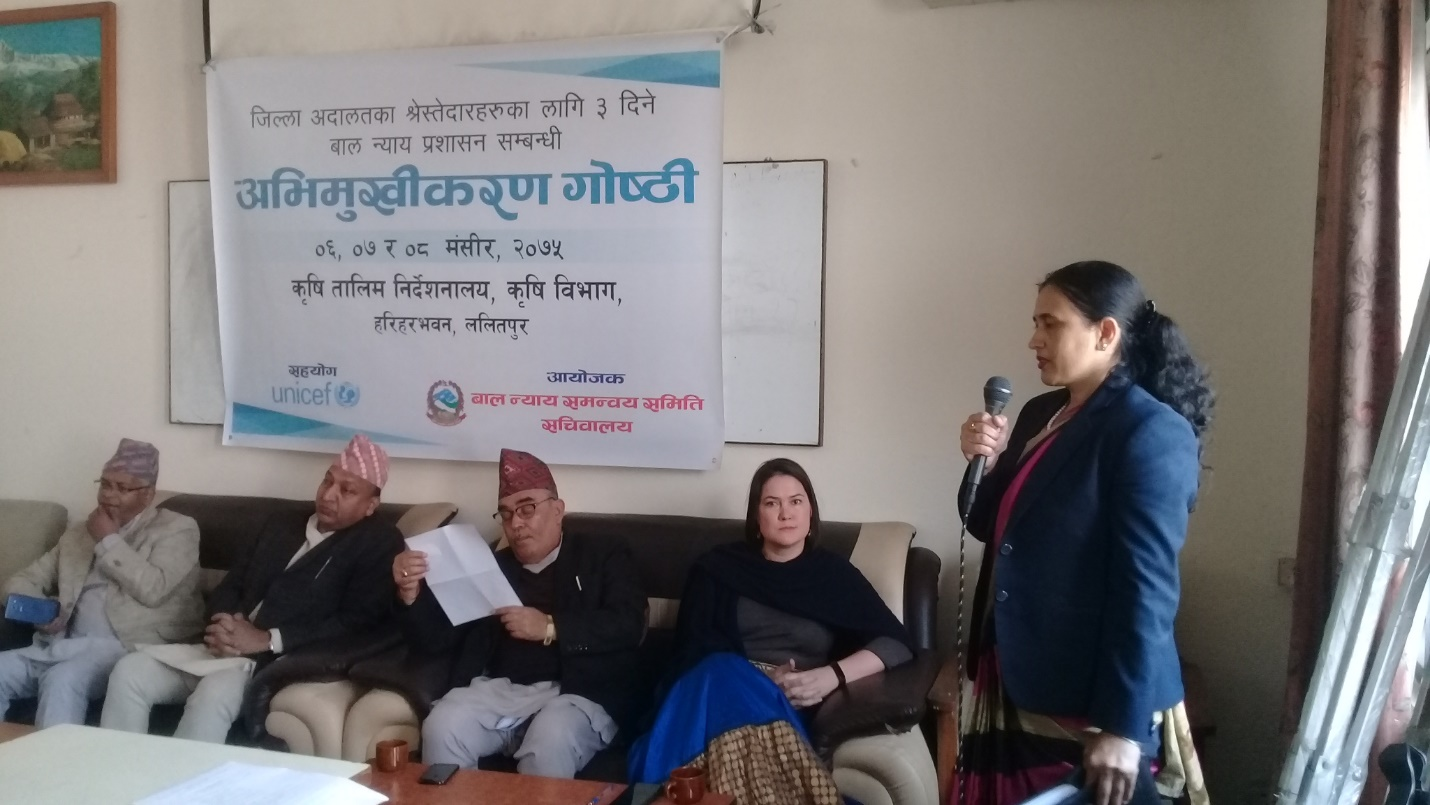 जिल्ला अदालतका श्रेस्तेदारहरुका लागि ३ दिने
बाल न्याय प्रशासन सम्बन्धी
अभिमुखीकरण गोष्ठी
०६, ०७ र ०८ मंसीर, २०७५
कृषि तालिम निर्देशनालय, कृषि विभाग,
हरिहरभवन, ललितपुर
सहयोग
unicef
आयोजक
बाल न्याय समन्वय समिति
सचिवालय